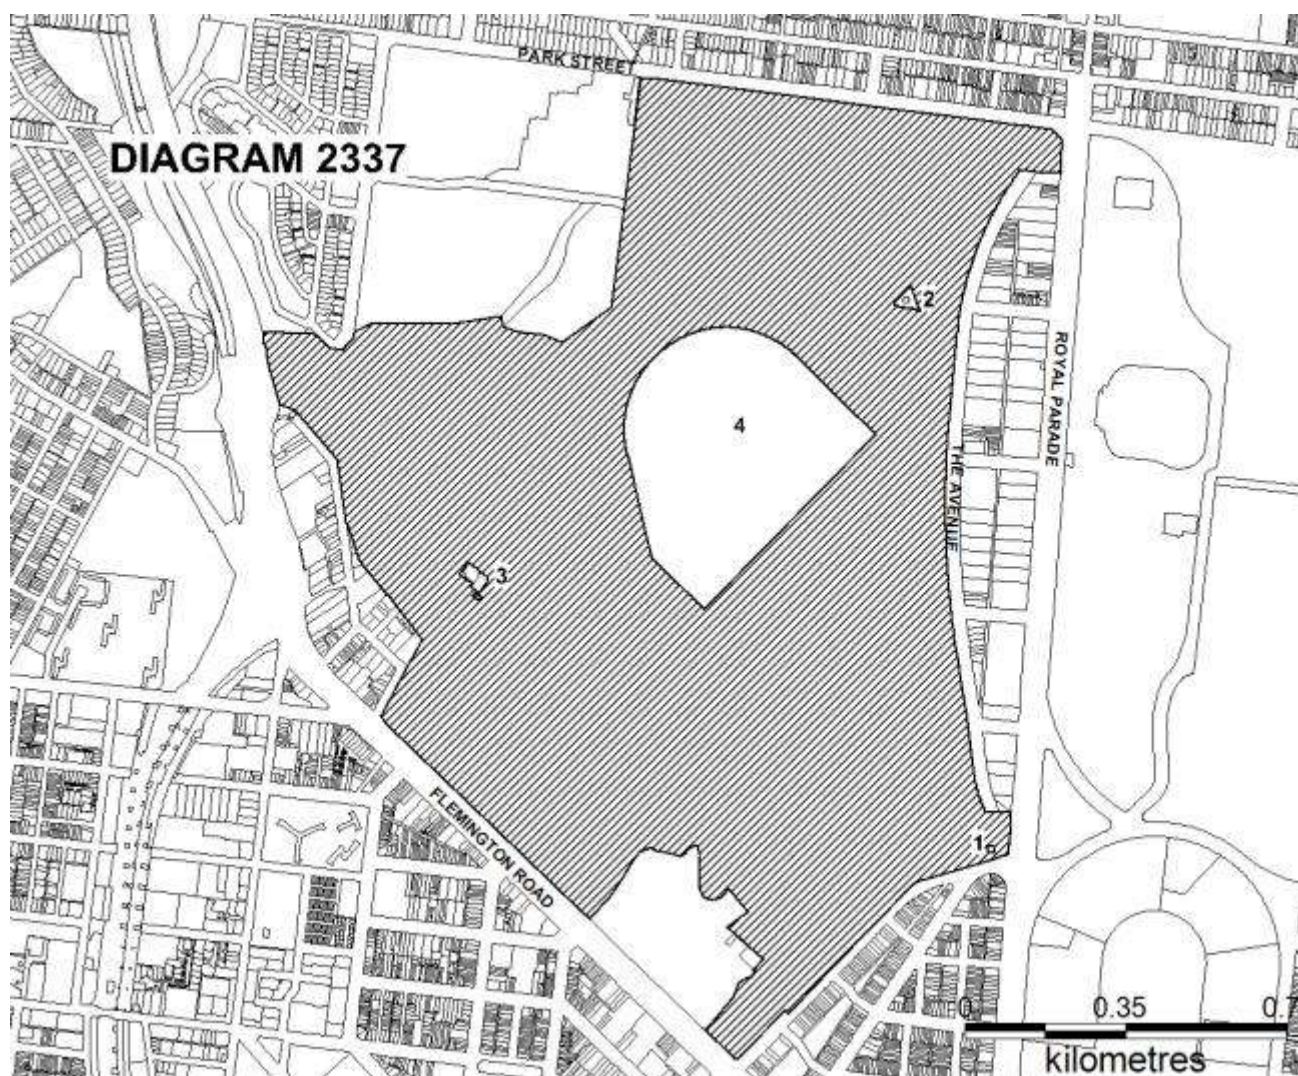 PARK STREET
DIAGRAM 2337
2
ROYAL PARADE
4
THE AVENUE
3
FLEMINGTON ROAD
1
0 0.35 0.7
kilometres